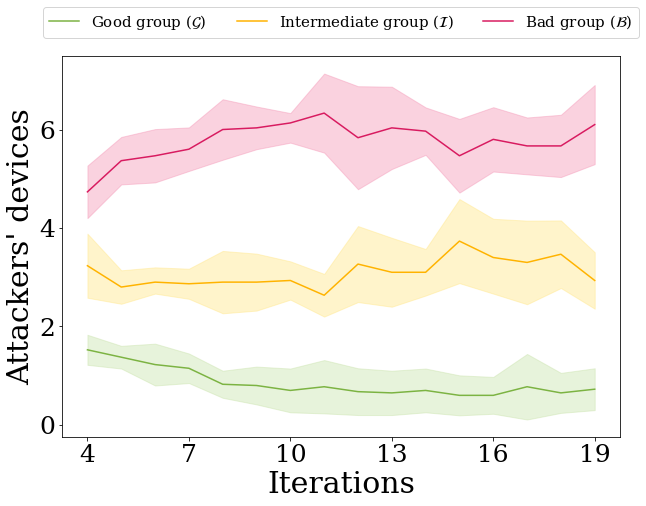 Good group (𝒢) Intermediate group (ℐ) Bad group (ℬ)
Attackers' devices
6
4
2
0
4 7 10 13 16 19
Iterations